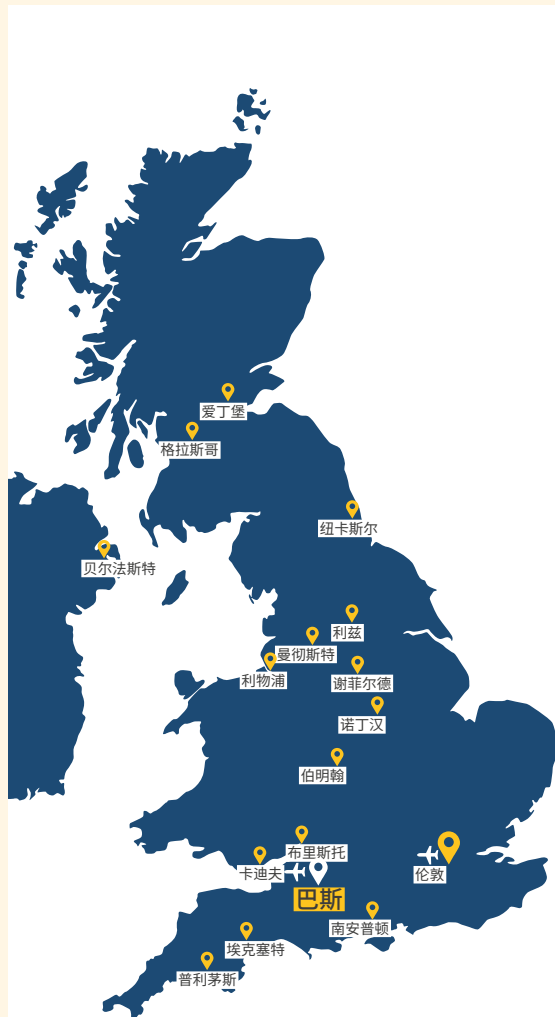 爱丁堡
格拉斯哥
纽卡斯尔
贝尔法斯特
利兹
曼彻斯特
利物浦
谢菲尔德
诺丁汉
伯明翰
布里斯托
卡迪夫
伦敦
巴斯
南安普顿
埃克塞特
普利茅斯